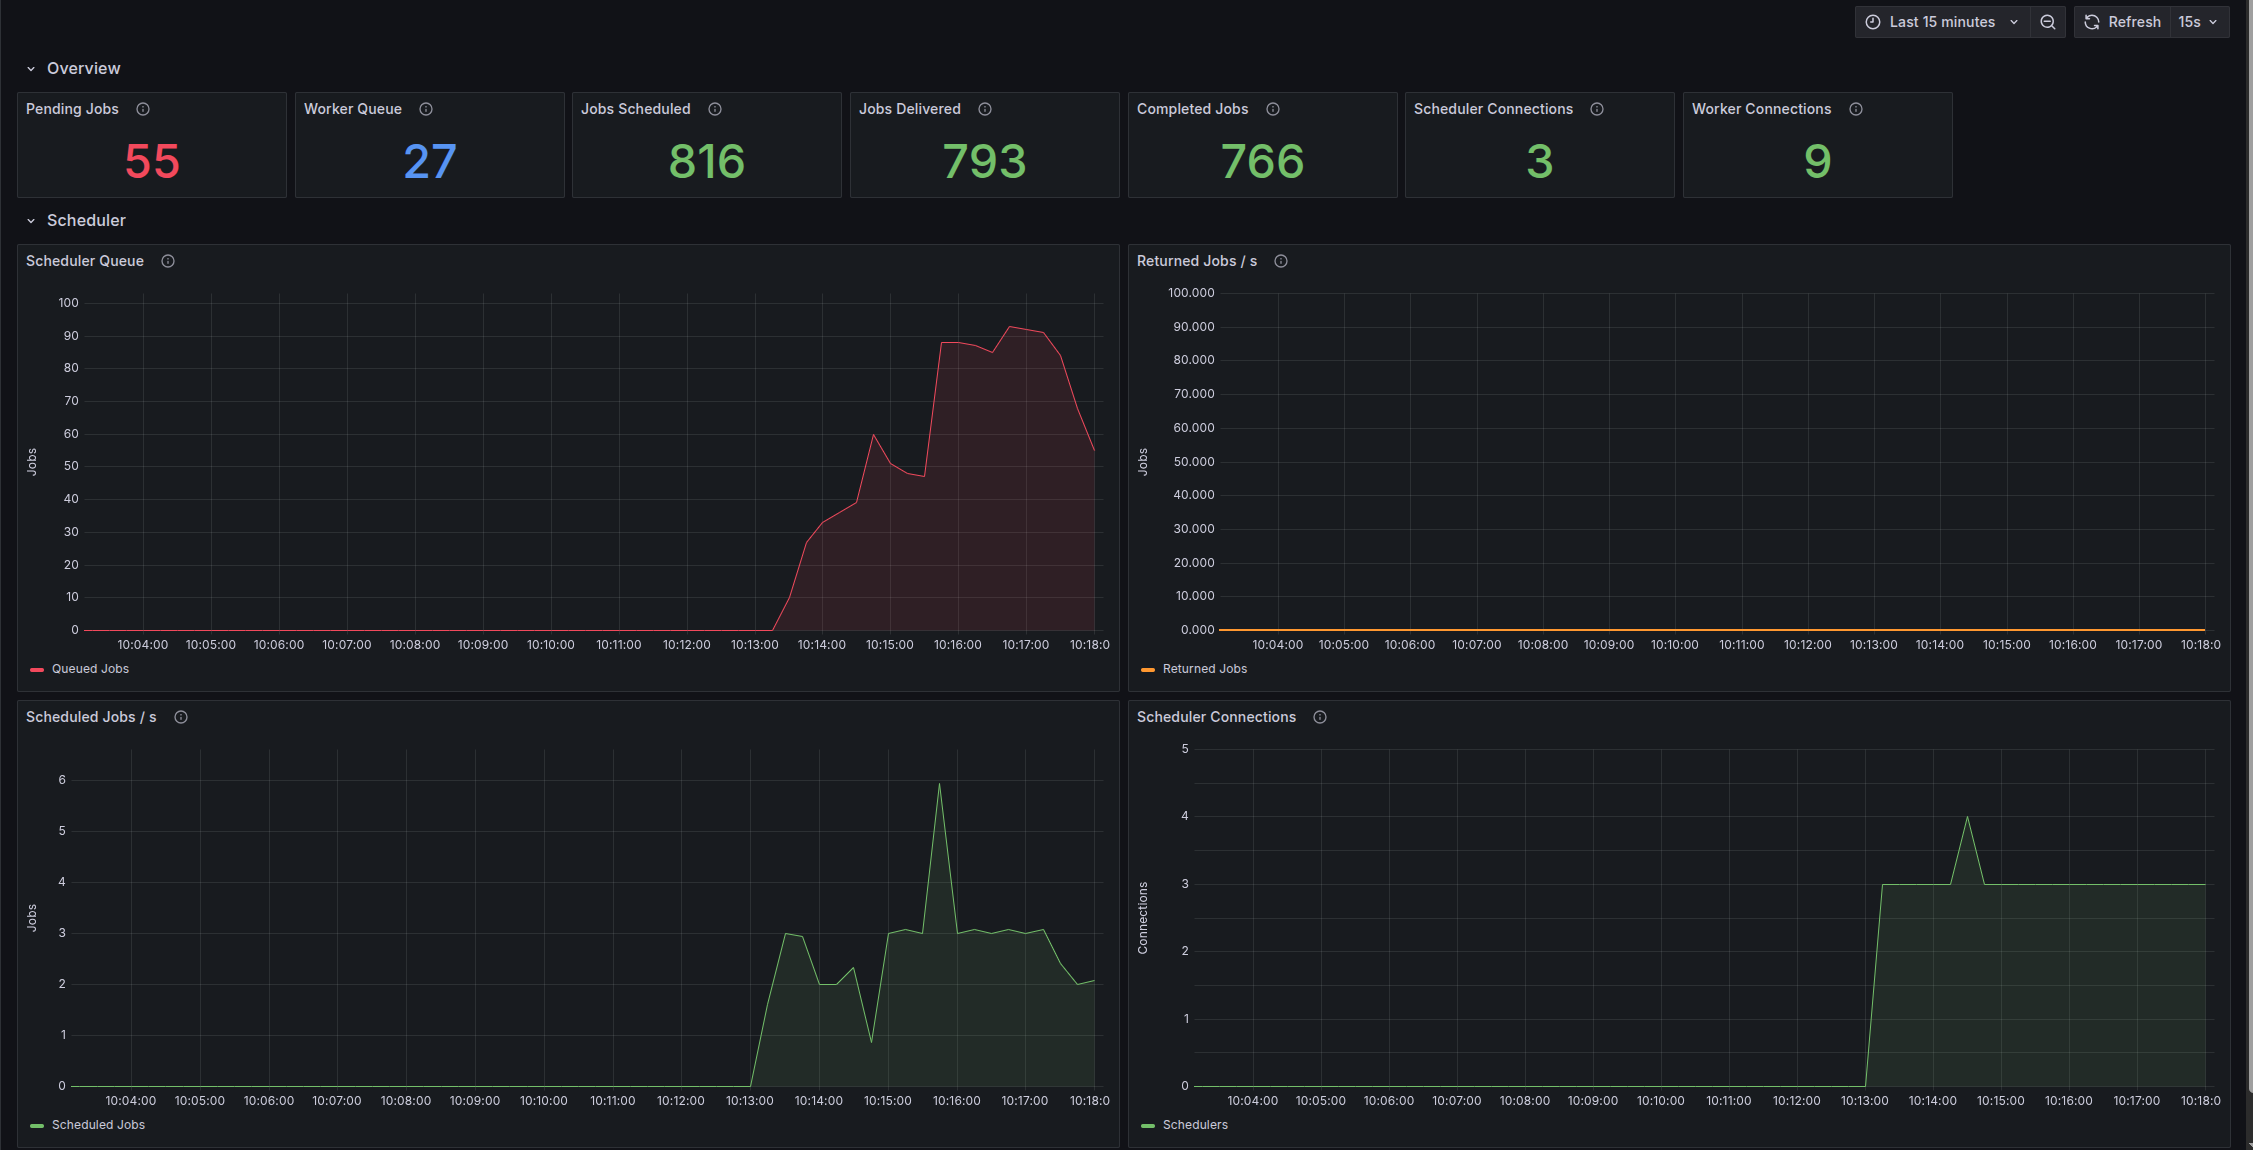 Last 15 minutes Refresh 15s
Overview
Pending Jobs Worker Queue Jobs Scheduled Jobs Delivered Completed Jobs Scheduler Connections Worker Connections
55 27 816 793 766 3 9
Scheduler
Scheduler Queue
100
90
80
70
60
50
40
30
20
10
0
Jobs
10:04:00 10:05:00 10:06:00 10:07:00 10:08:00 10:09:00 10:10:00 10:11:00 10:12:00 10:13:00 10:14:00 10:15:00 10:16:00 10:17:00 10:18:0
Queued Jobs
Returned Jobs / s
100.000
90.000
80.000
70.000
60.000
50.000
40.000
30.000
20.000
10.000
0.000
Jobs
10:04:00 10:05:00 10:06:00 10:07:00 10:08:00 10:09:00 10:10:00 10:11:00 10:12:00 10:13:00 10:14:00 10:15:00 10:16:00 10:17:00 10:18:0
Returned Jobs
Scheduled Jobs / s
6
5
4
3
2
1
0
Jobs
10:04:00 10:05:00 10:06:00 10:07:00 10:08:00 10:09:00 10:10:00 10:11:00 10:12:00 10:13:00 10:14:00 10:15:00 10:16:00 10:17:00 10:18:0
Scheduled Jobs
Scheduler Connections
5
4
3
2
1
0
Connections
10:04:00 10:05:00 10:06:00 10:07:00 10:08:00 10:09:00 10:10:00 10:11:00 10:12:00 10:13:00 10:14:00 10:15:00 10:16:00 10:17:00 10:18:0
Schedulers